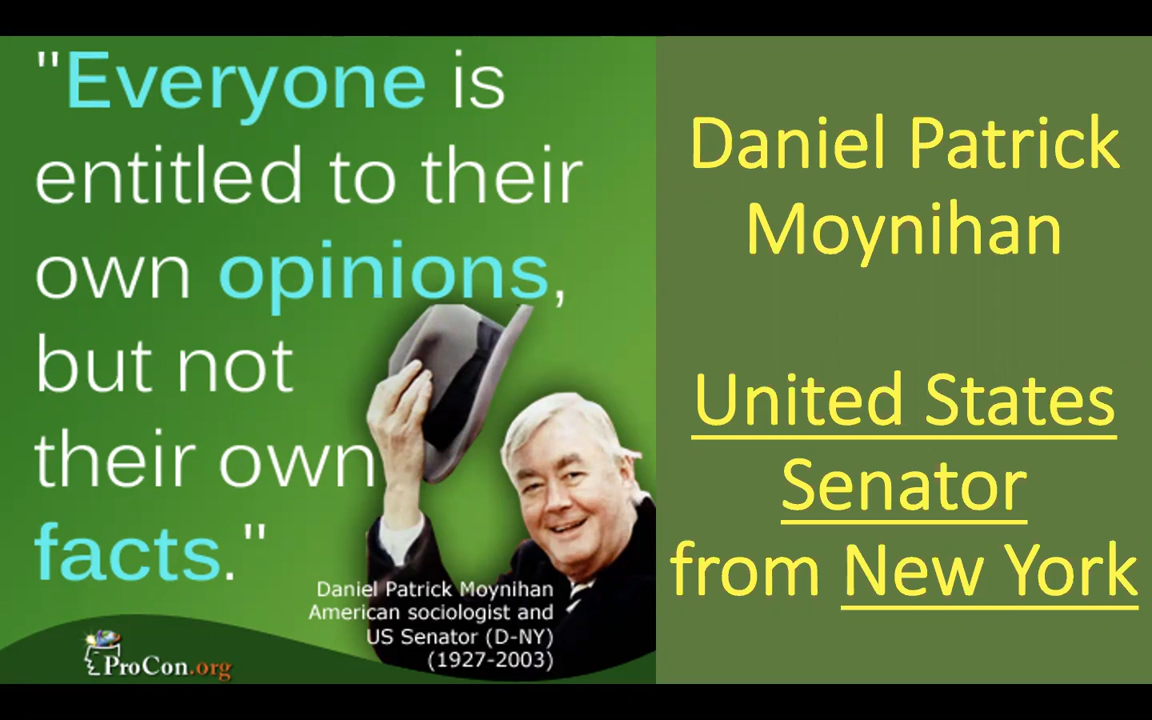 "Everyone is
entitled to their
own opinions,
but not
their own
facts."
Daniel Patrick Moynihan
American sociologist and
US Senator (D-NY)
(1927-2003)
ProCon.org
Daniel Patrick
Moynihan
United States
Senator
from New York